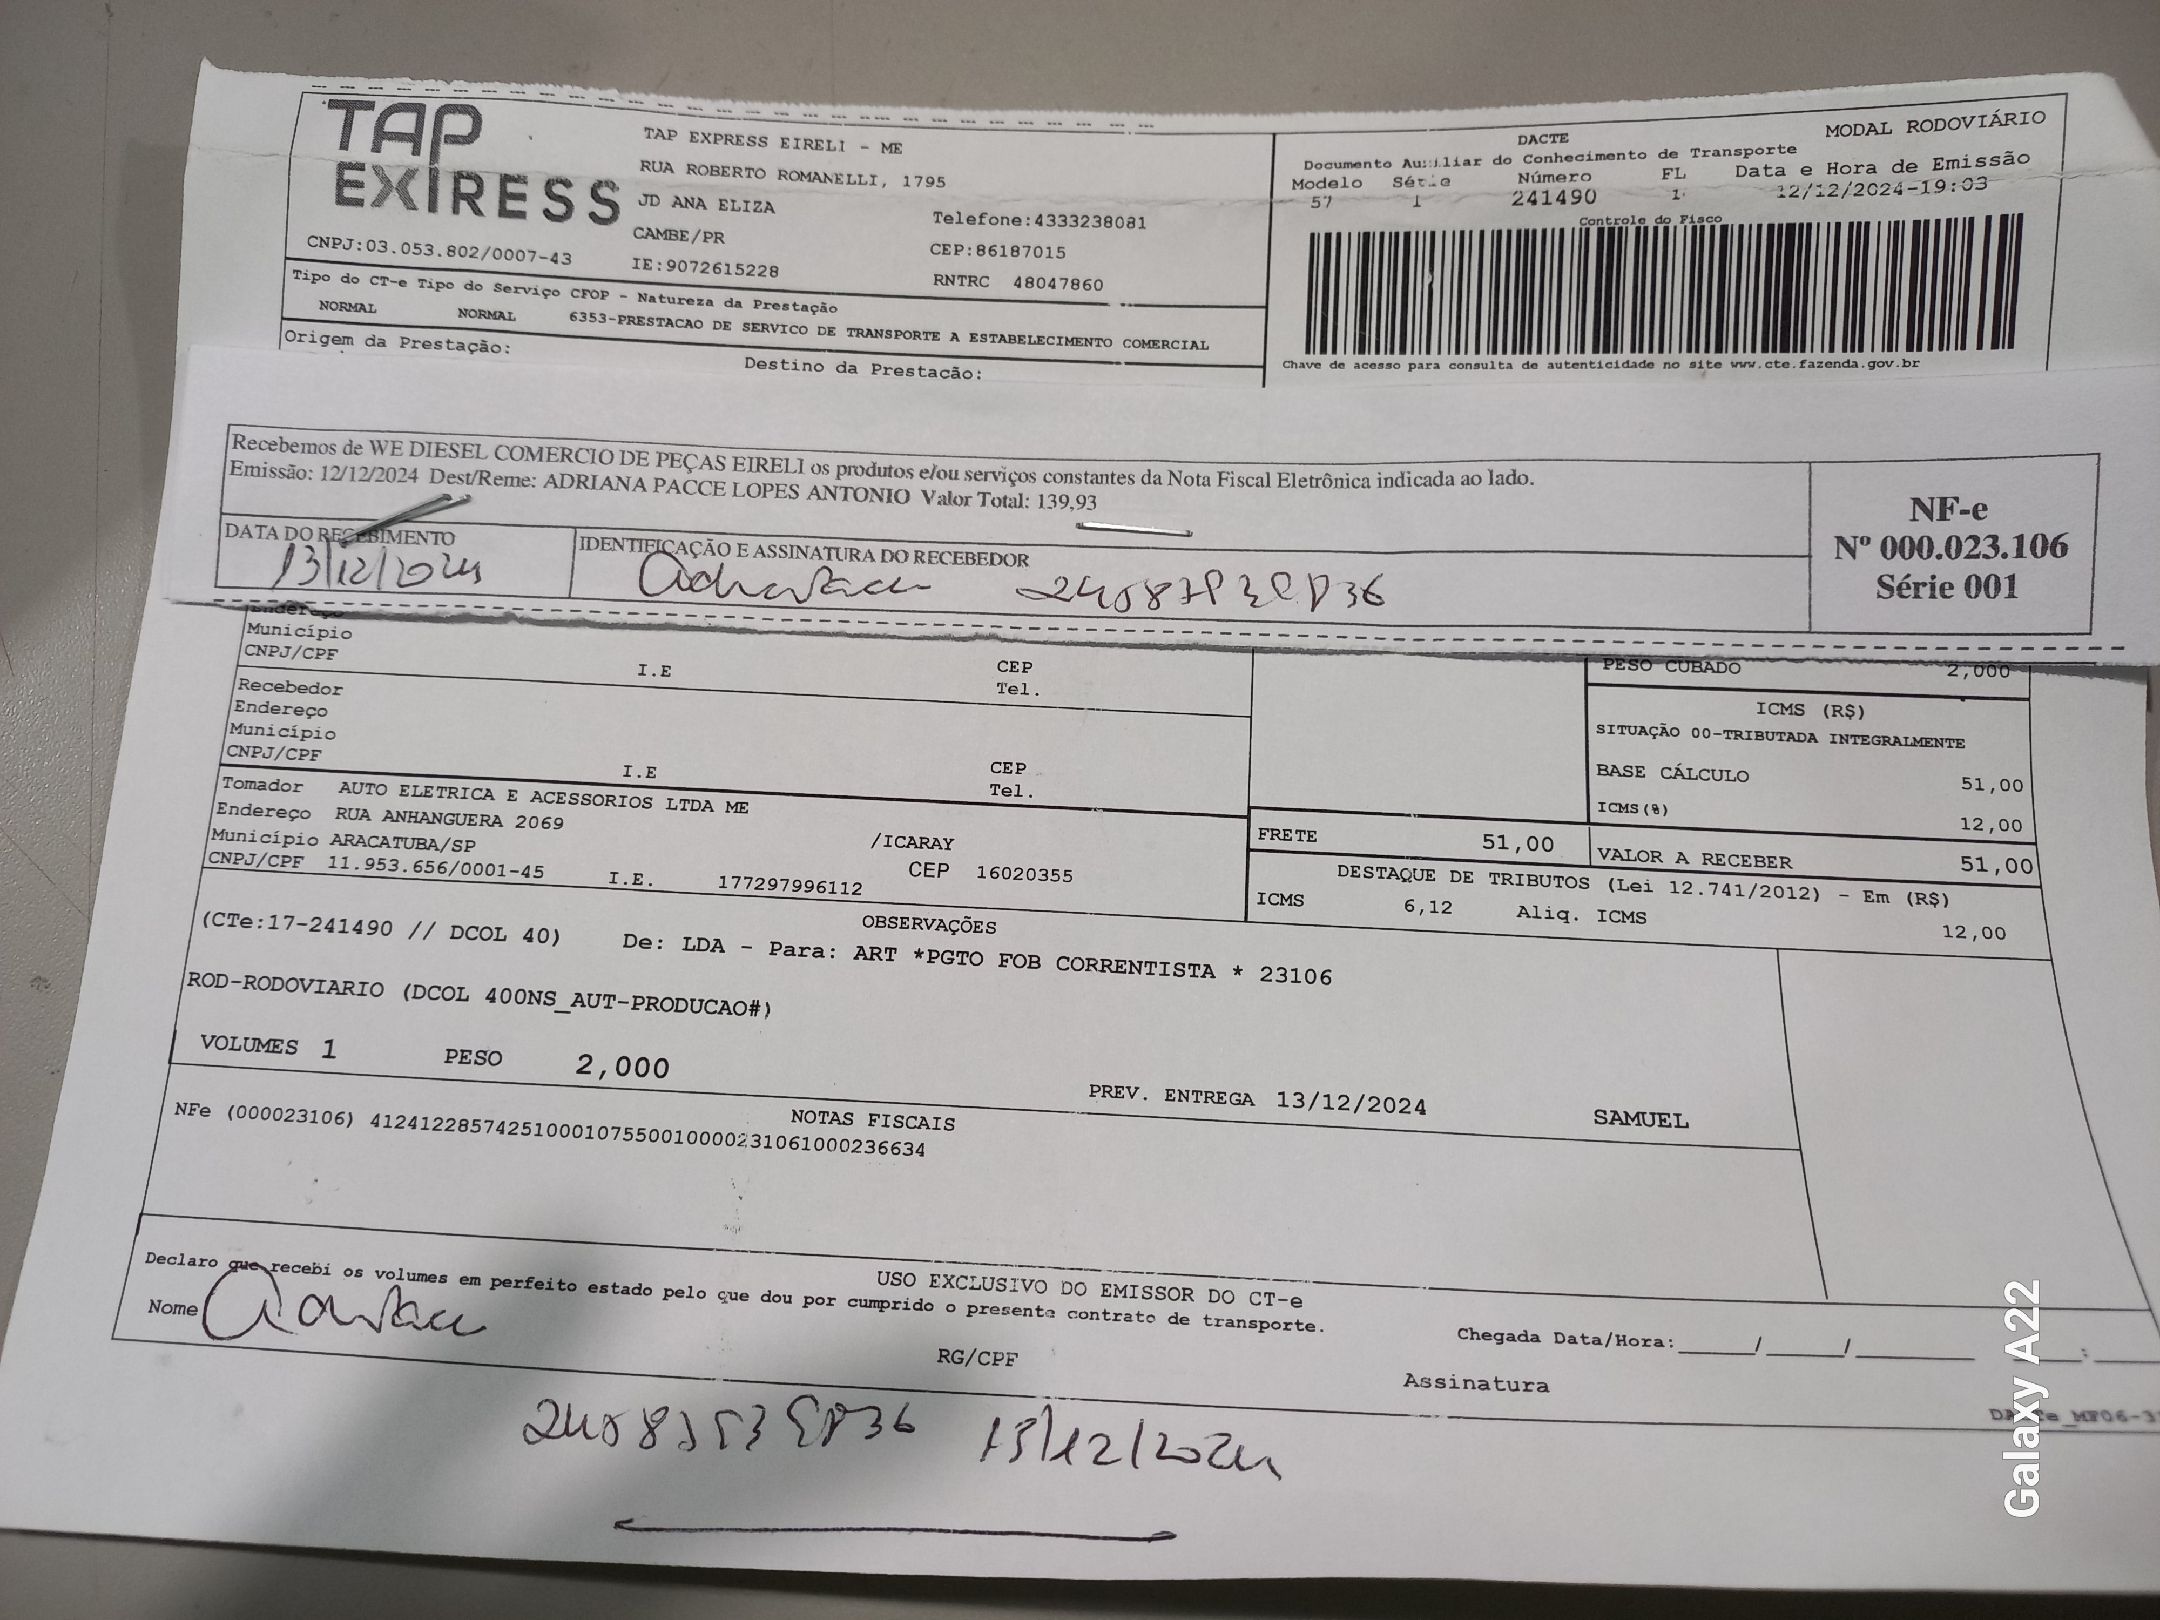 TAP
EXPRESS
TAP EXPRESS EIRELI - ME
RUA ROBERTO ROMANELLI, 1795
JD ANA ELIZA
CAMBE/PR
Telefone:4333238081
CNPJ:03.053.802/0007-43
IE:9072615228
CEP:86187015
RNTRC 48047860
DACTE
MODAL RODOVIÁRIO
Documento Auxiliar do Conhecimento de Transporte
Modelo Série Número FL Data e Hora de Emissão
57 1 241490 1 12/12/2024-19:03
Controle do Fisco
Chave de acesso para consulta de autenticidade no site www.cte.fazenda.gov.br
Tipo do CT-e Tipo do Serviço CFOP - Natureza da Prestação
NORMAL NORMAL 6353-PRESTACAO DE SERVICO DE TRANSPORTE A ESTABELECIMENTO COMERCIAL
Origem da Prestação: Destino da Prestação:
Recebemos de WE DIESEL COMERCIO DE PEÇAS EIRELI os produtos e/ou serviços constantes da Nota Fiscal Eletrônica indicada ao lado.
Emissão: 12/12/2024 Dest/Reme: ADRIANA PACCE LOPES ANTONIO Valor Total: 139,93
DATA DO RECEBIMENTO
13/12/2024
IDENTIFICAÇÃO E ASSINATURA DO RECEBEDOR
NF-e
Nº 000.023.106
Série 001
Endereço
Município
CNPJ/CPF I.E CEP
Tel.
Recebedor
Endereço
Município
CNPJ/CPF I.E CEP
Tel.
PESO CUBADO 2,000
ICMS (R$)
SITUAÇÃO 00-TRIBUTADA INTEGRALMENTE
BASE CÁLCULO 51,00
ICMS(%) 12,00
Tomador AUTO ELETRICA E ACESSORIOS LTDA ME
Endereço RUA ANHANGUERA 2069 /ICARAY
Município ARACATUBA/SP CEP 16020355
CNPJ/CPF 11.953.656/0001-45 I.E. 177297996112
FRETE 51,00 VALOR A RECEBER 51,00
DESTAQUE DE TRIBUTOS (Lei 12.741/2012) - Em (R$)
ICMS 6,12 Aliq. ICMS 12,00
OBSERVAÇÕES
(CTe:17-241490 // DCOL 40) De: LDA - Para: ART *PGTO FOB CORRENTISTA * 23106
ROD-RODOVIARIO (DCOL 400NS_AUT-PRODUCAO#)
VOLUMES 1 PESO 2,000 PREV. ENTREGA 13/12/2024 SAMUEL
NOTAS FISCAIS
NFe (000023106) 41241228574251000107550010000231061000236634
USO EXCLUSIVO DO EMISSOR DO CT-e
Declaro que recebi os volumes em perfeito estado pelo que dou por cumprido o presente contrato de transporte.
Nome
RG/CPF
Chegada Data/Hora:_____/_____/_________ _____:_____
Assinatura
13/12/2024
Galaxy A22